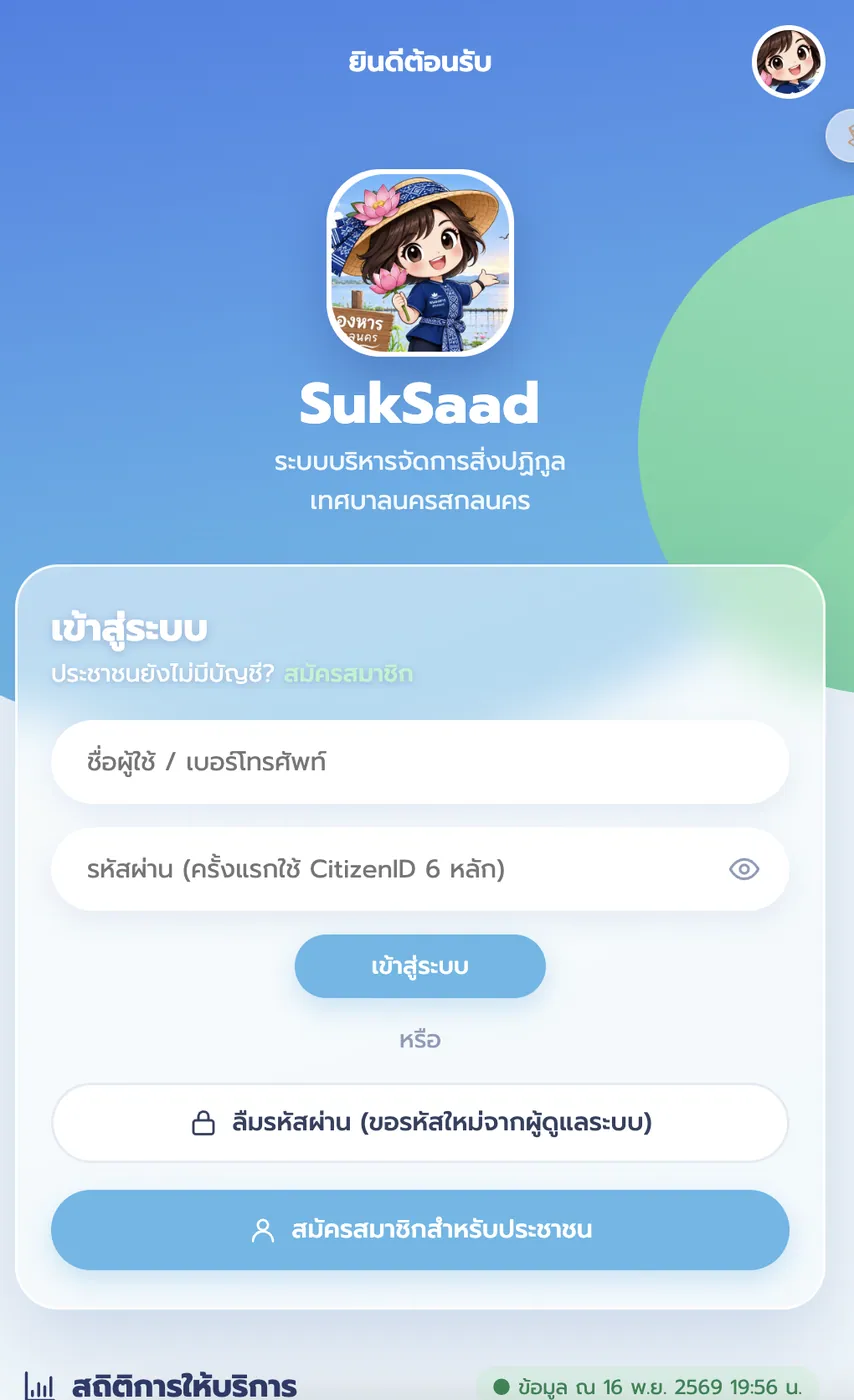 ยินดีต้อนรับ
องหาร
ลนคร
SukSaad
ระบบบริหารจัดการสิ่งปฏิกูล
เทศบาลนครสกลนคร
เข้าสู่ระบบ
ประชาชนยังไม่มีบัญชี? สมัครสมาชิก
ชื่อผู้ใช้ / เบอร์โทรศัพท์
รหัสผ่าน (ครั้งแรกใช้ CitizenID 6 หลัก)
เข้าสู่ระบบ
หรือ
ลืมรหัสผ่าน (ขอรหัสใหม่จากผู้ดูแลระบบ)
สมัครสมาชิกสำหรับประชาชน
สถิติการให้บริการ
ข้อมูล ณ 16 พ.ย. 2569 19:56 น.